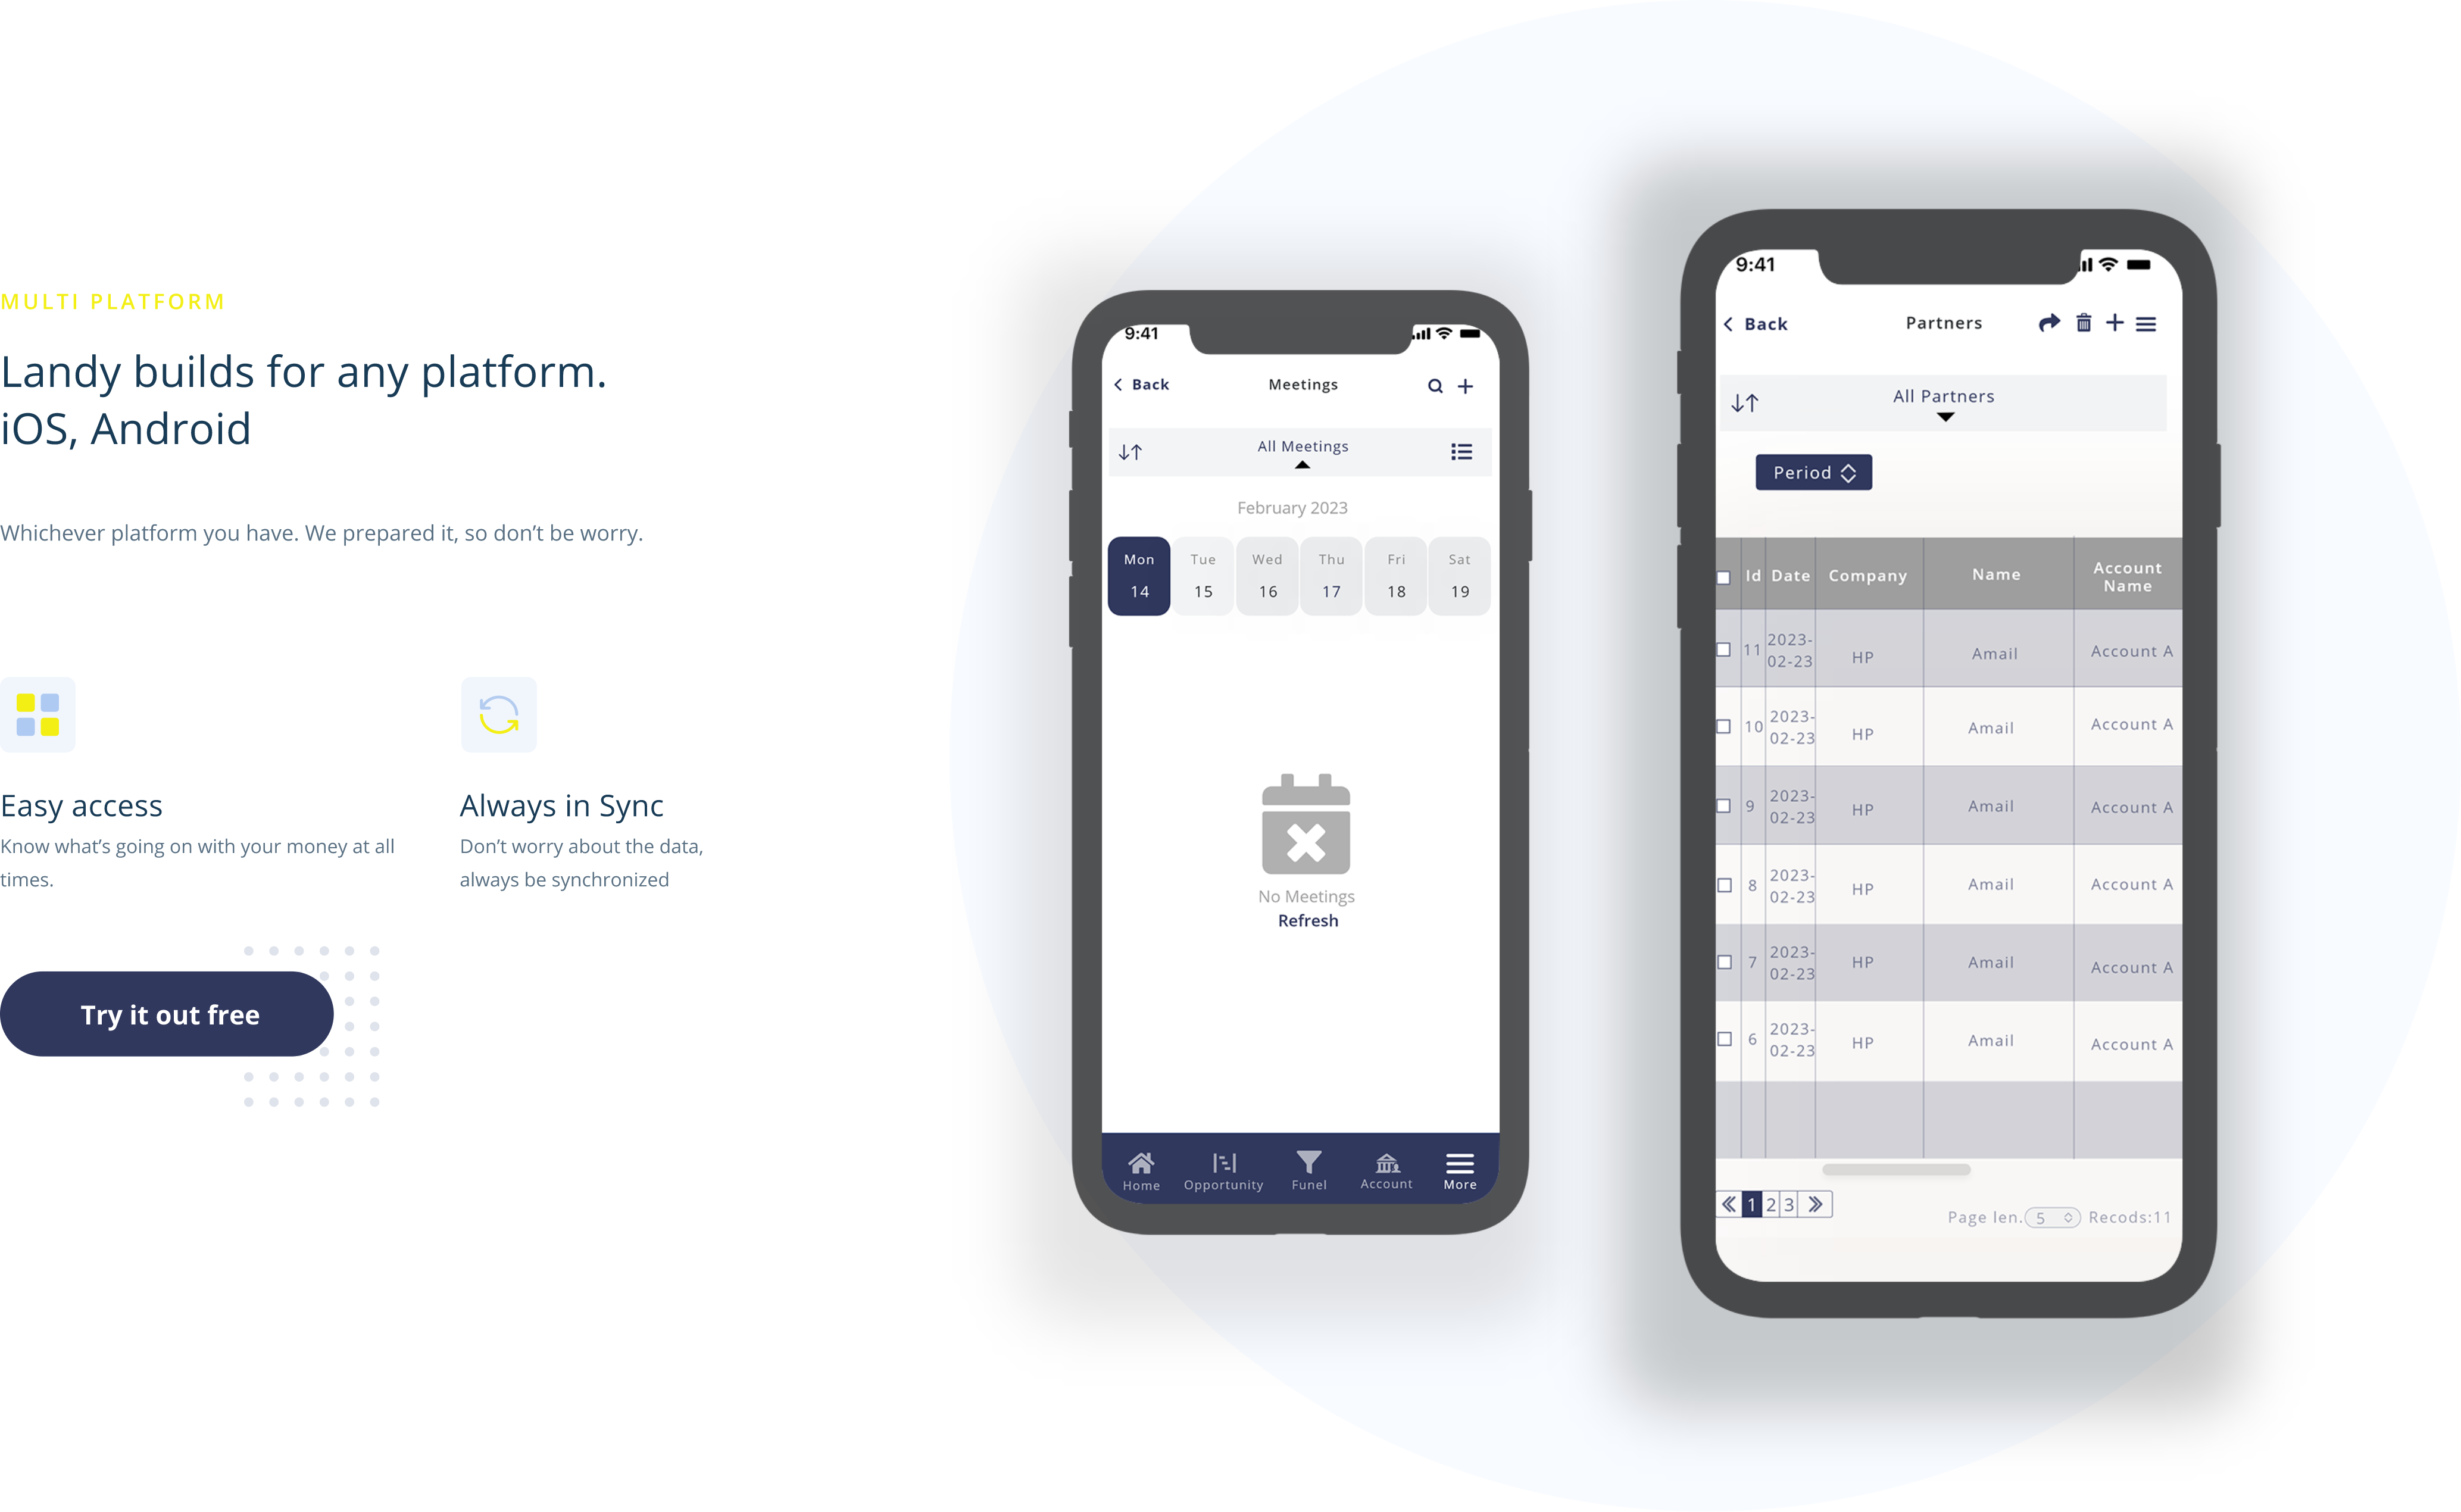 MULTI PLATFORM
Landy builds for any platform.
iOS, Android
Whichever platform you have. We prepared it, so don’t be worry.
Easy access
Know what’s going on with your money at all
times.
Always in Sync
Don’t worry about the data,
always be synchronized
Try it out free
9:41
Back Meetings
All Meetings
February 2023
Mon Tue Wed Thu Fri Sat
14 15 16 17 18 19
No Meetings
Refresh
Home Opportunity Funel Account More
9:41
Back Partners
All Partners
Period
Id Date Company Name Account
Name
11 2023-
02-23 HP Amail Account A
10 2023-
02-23 HP Amail Account A
9 2023-
02-23 HP Amail Account A
8 2023-
02-23 HP Amail Account A
7 2023-
02-23 HP Amail Account A
6 2023-
02-23 HP Amail Account A
1 2 3
Page len. 5 Recods:11